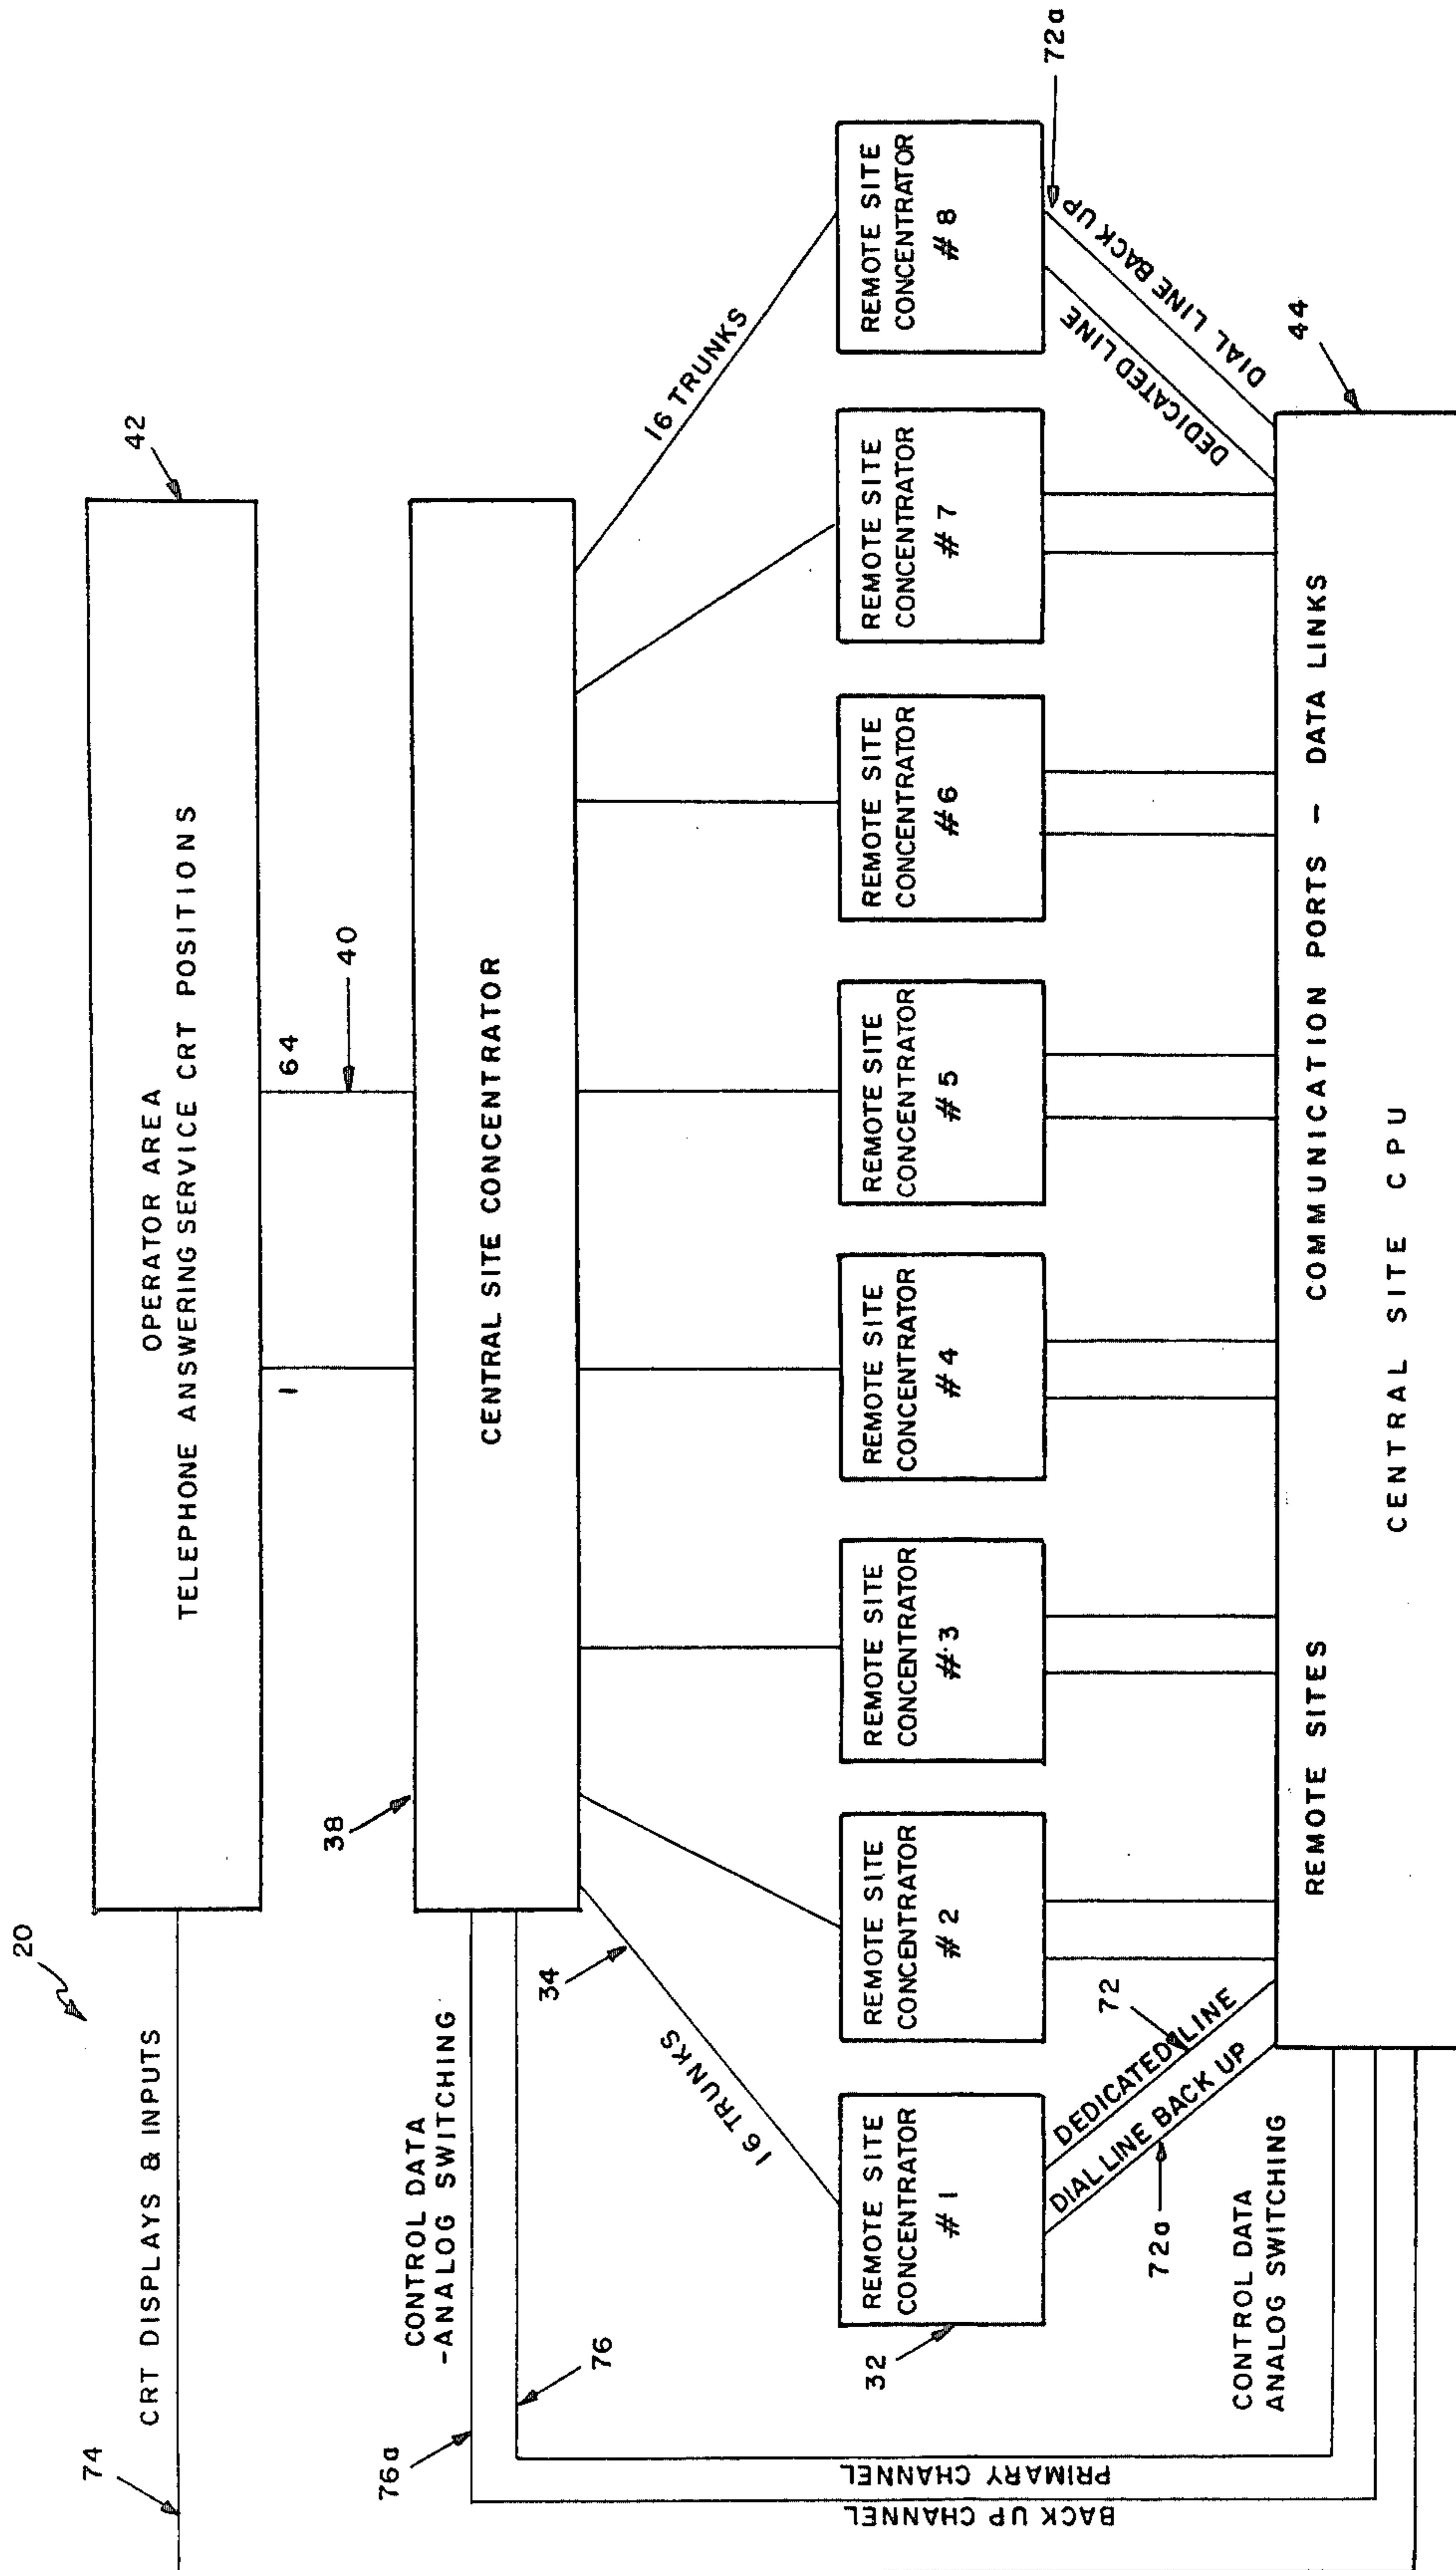 20
74
CRT DISPLAYS & INPUTS
42
OPERATOR AREA
TELEPHONE ANSWERING SERVICE CRT POSITIONS
1
64
40
38
CENTRAL SITE CONCENTRATOR
CONTROL DATA
-ANALOG SWITCHING
76a
76
34
16 TRUNKS
16 TRUNKS
BACK UP CHANNEL
PRIMARY CHANNEL
32
REMOTE SITE
CONCENTRATOR
#1
REMOTE SITE
CONCENTRATOR
#2
REMOTE SITE
CONCENTRATOR
#3
REMOTE SITE
CONCENTRATOR
#4
REMOTE SITE
CONCENTRATOR
#5
REMOTE SITE
CONCENTRATOR
#6
REMOTE SITE
CONCENTRATOR
#7
REMOTE SITE
CONCENTRATOR
#8
72a
DEDICATED LINE
72
DIAL LINE BACK UP
72a
DEDICATED LINE
DIAL LINE BACK UP
CONTROL DATA
ANALOG SWITCHING
44
REMOTE SITES
COMMUNICATION PORTS - DATA LINKS
CENTRAL SITE CPU